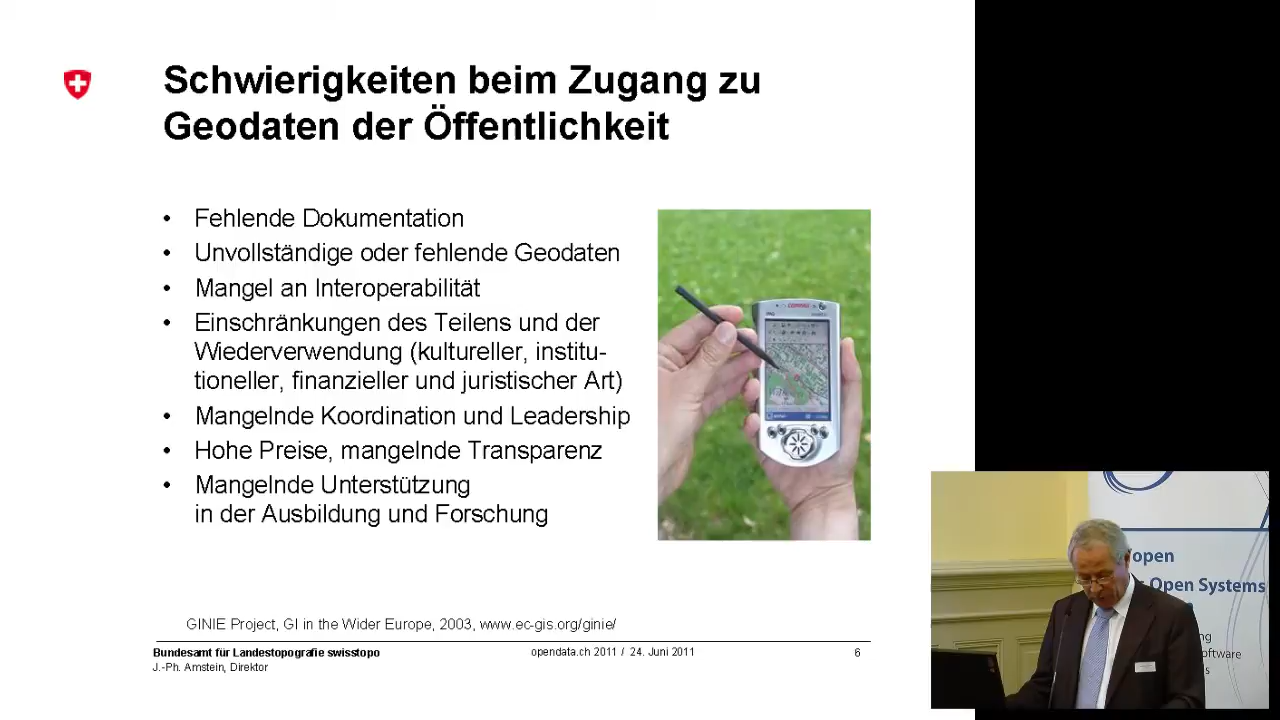 Schwierigkeiten beim Zugang zu
Geodaten der Öffentlichkeit
• Fehlende Dokumentation
• Unvollständige oder fehlende Geodaten
• Mangel an Interoperabilität
• Einschränkungen des Teilens und der
Wiederverwendung (kultureller, institu-
tioneller, finanzieller und juristischer Art)
• Mangelnde Koordination und Leadership
• Hohe Preise, mangelnde Transparenz
• Mangelnde Unterstützung
in der Ausbildung und Forschung
GINIE Project, GI in the Wider Europe, 2003, www.ec-gis.org/ginie/
Bundesamt für Landestopografie swisstopo
J.-Ph. Amstein, Direktor
opendata.ch 2011 / 24. Juni 2011
6
open
Open Systems